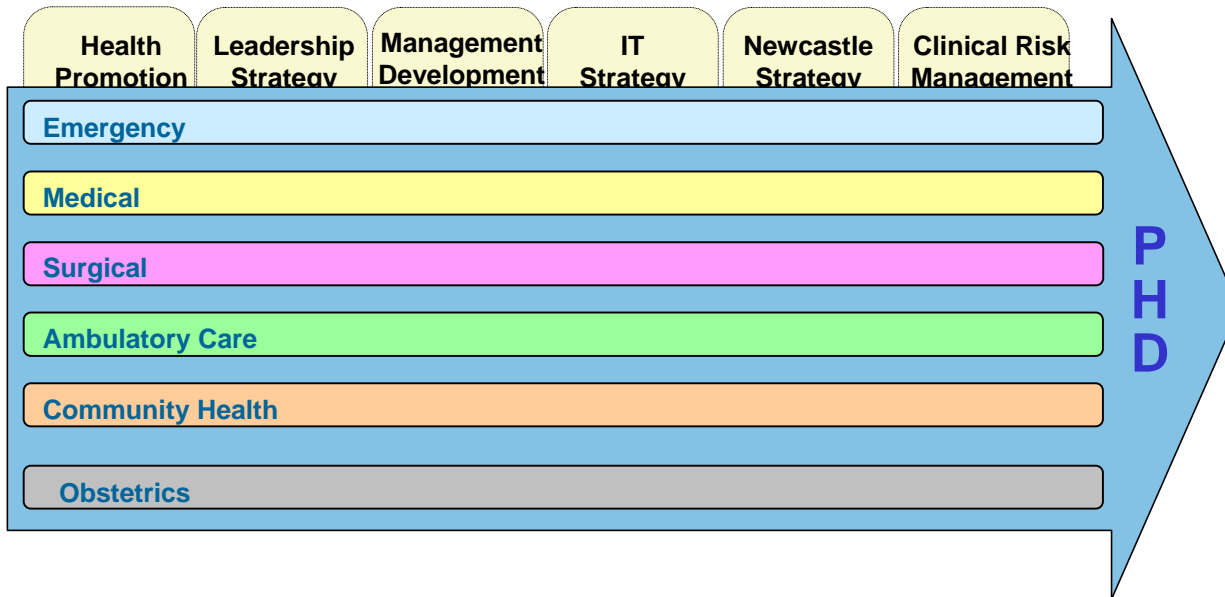 Health
Promotion
Leadership
Strategy
Management
Development
IT
Strategy
Newcastle
Strategy
Clinical Risk
Management
Emergency
Medical
Surgical
Ambulatory Care
Community Health
Obstetrics
P
H
D